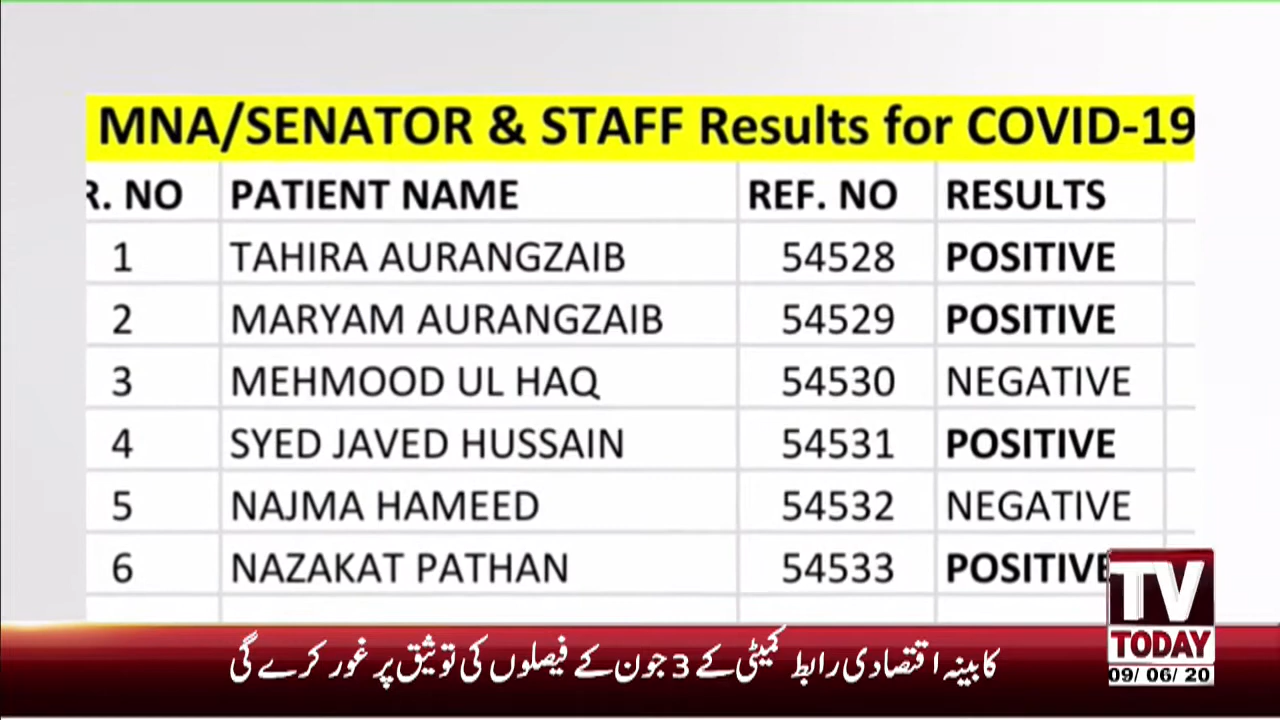 MNA/SENATOR & STAFF Results for COVID-19
R. NO PATIENT NAME REF. NO RESULTS
1 TAHIRA AURANGZAIB 54528 POSITIVE
2 MARYAM AURANGZAIB 54529 POSITIVE
3 MEHMOOD UL HAQ 54530 NEGATIVE
4 SYED JAVED HUSSAIN 54531 POSITIVE
5 NAJMA HAMEED 54532 NEGATIVE
6 NAZAKAT PATHAN 54533 POSITIVE
TV
TODAY
09/ 06/ 20
کابینہ اقتصادی رابط کمیٹی کے 3 جون کے فیصلوں کی توثیق پر غور کرے گی